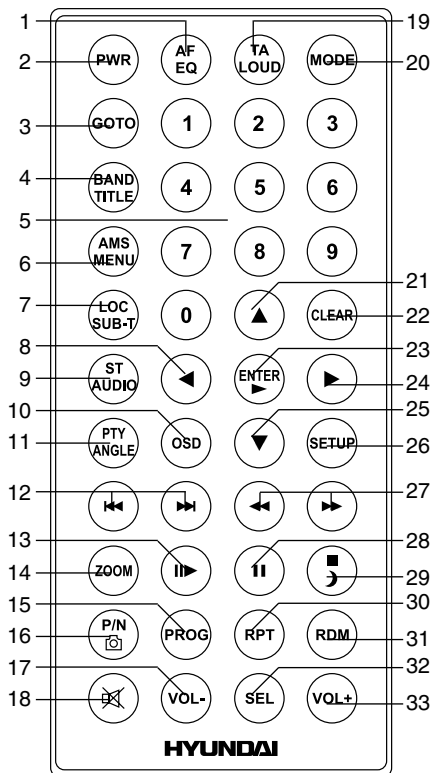 1 AF EQ TA LOUD 19
2 PWR MODE 20
3 GOTO 1 2 3
4 BAND TITLE 4 5 6
5
6 AMS MENU 7 8 9
7 LOC SUB-T 0 ▲ 21 CLEAR 22
8 ◄ ENTER ► 23
9 ST AUDIO ► 24
10 OSD ▼ 25
11 PTY ANGLE SETUP 26
12 27
13 28
14 ZOOM 29
15 PROG RPT 30
16 P/N RDM 31
17 VOL- SEL 32
18 VOL+ 33
HYUNDAI